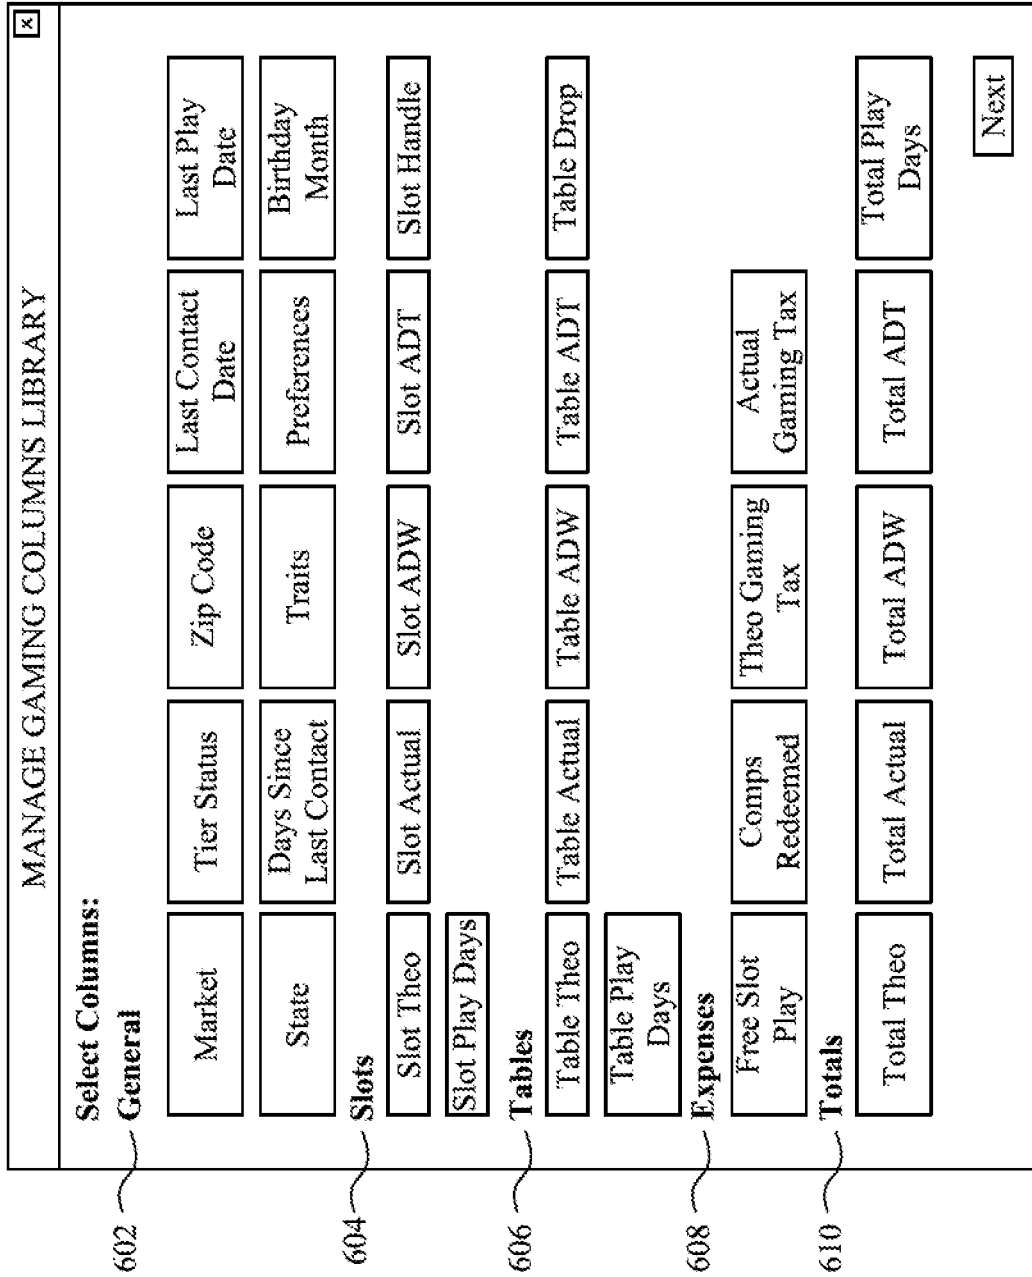 MANAGE GAMING COLUMNS LIBRARY
x
Select Columns:
602
General
Market
Tier Status
Zip Code
Last Contact
Date
Last Play
Date
State
Days Since
Last Contact
Traits
Preferences
Birthday
Month
604
Slots
Slot Theo
Slot Actual
Slot ADW
Slot ADT
Slot Handle
Slot Play Days
606
Tables
Table Theo
Table Actual
Table ADW
Table ADT
Table Drop
Table Play
Days
608
Expenses
Free Slot
Play
Comps
Redeemed
Theo Gaming
Tax
Actual
Gaming Tax
610
Totals
Total Theo
Total Actual
Total ADW
Total ADT
Total Play
Days
Next